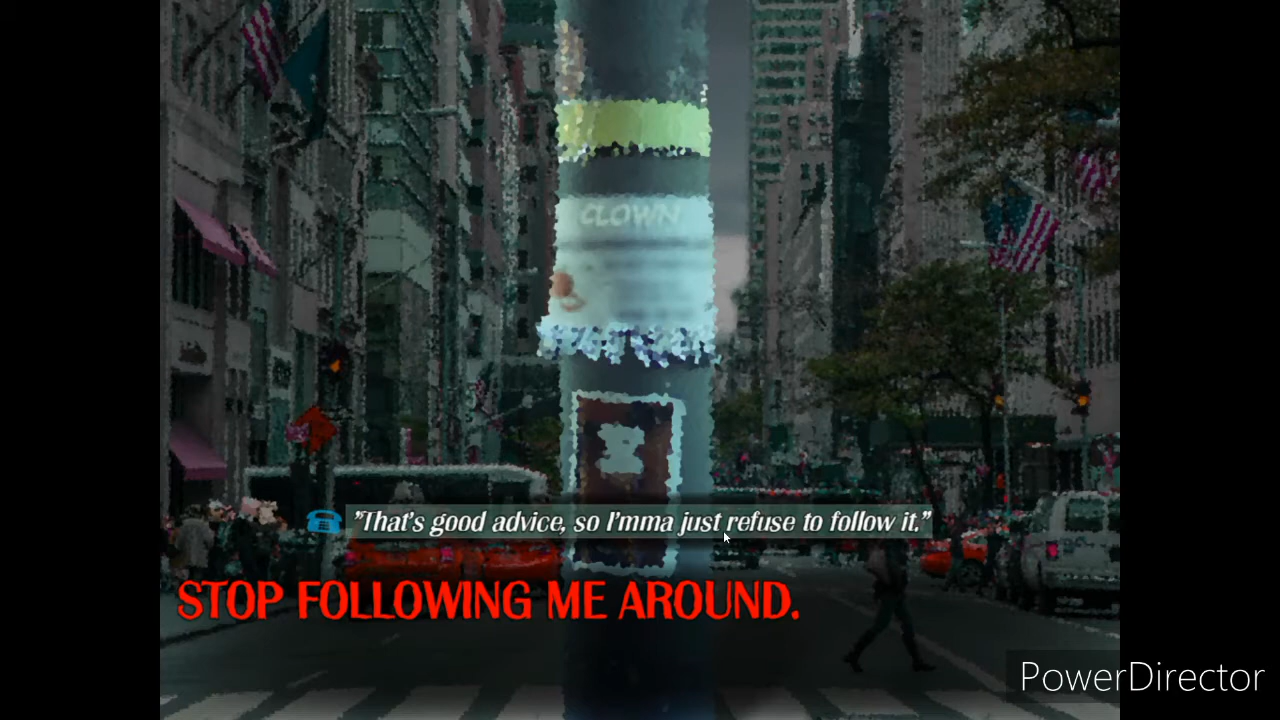 CLOWN
"That's good advice, so I'mma just refuse to follow it."
STOP FOLLOWING ME AROUND.
PowerDirector